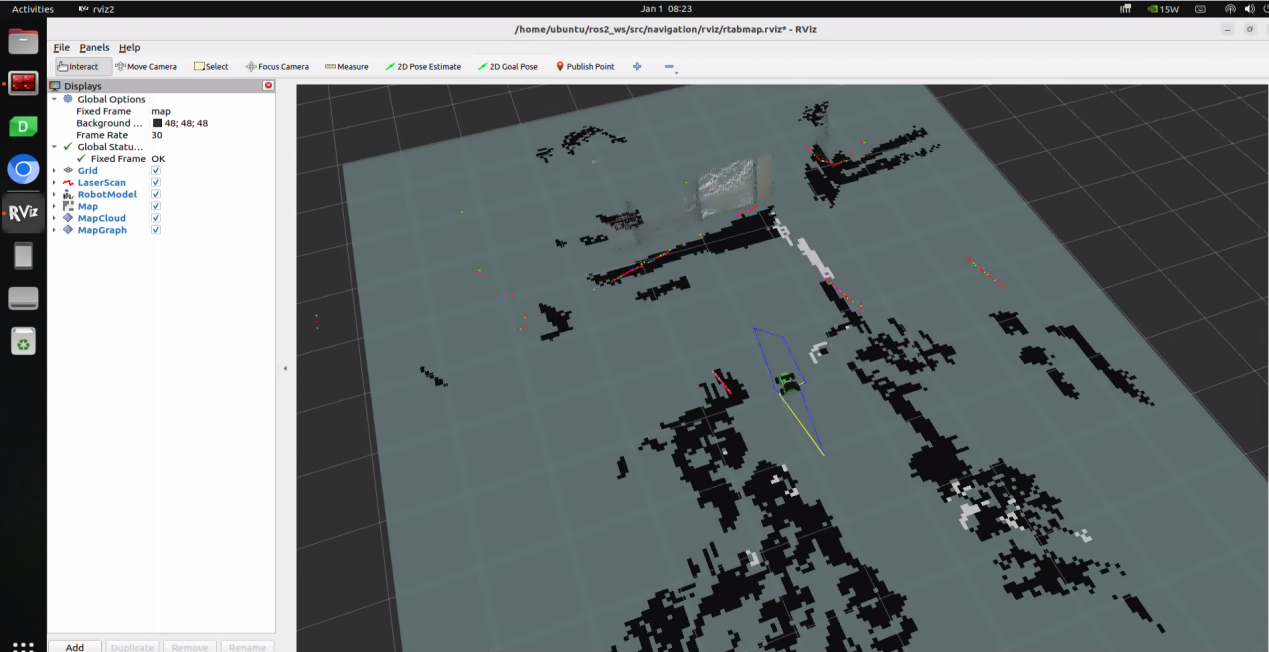 Activities rviz2 Jan 1 08:23 15W
/home/ubuntu/ros2_ws/src/navigation/rviz/rtabmap.rviz* - RViz
File Panels Help
Interact Move Camera Select Focus Camera Measure 2D Pose Estimate 2D Goal Pose Publish Point
Displays
Global Options
Fixed Frame map
Background ... 48; 48; 48
Frame Rate 30
Global Statu...
Fixed Frame OK
Grid
LaserScan
RobotModel
Map
MapCloud
MapGraph
Add Duplicate Remove Rename
D
RViz